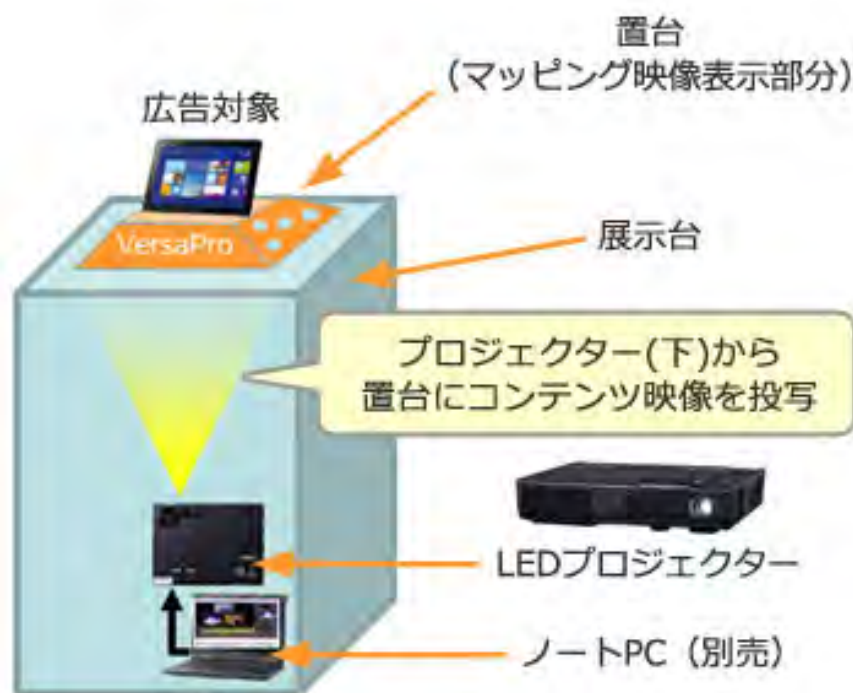 置台
（マッピング映像表示部分）
広告対象
VersaPro
展示台
プロジェクター(下)から
置台にコンテンツ映像を投写
LEDプロジェクター
ノートPC（別売）